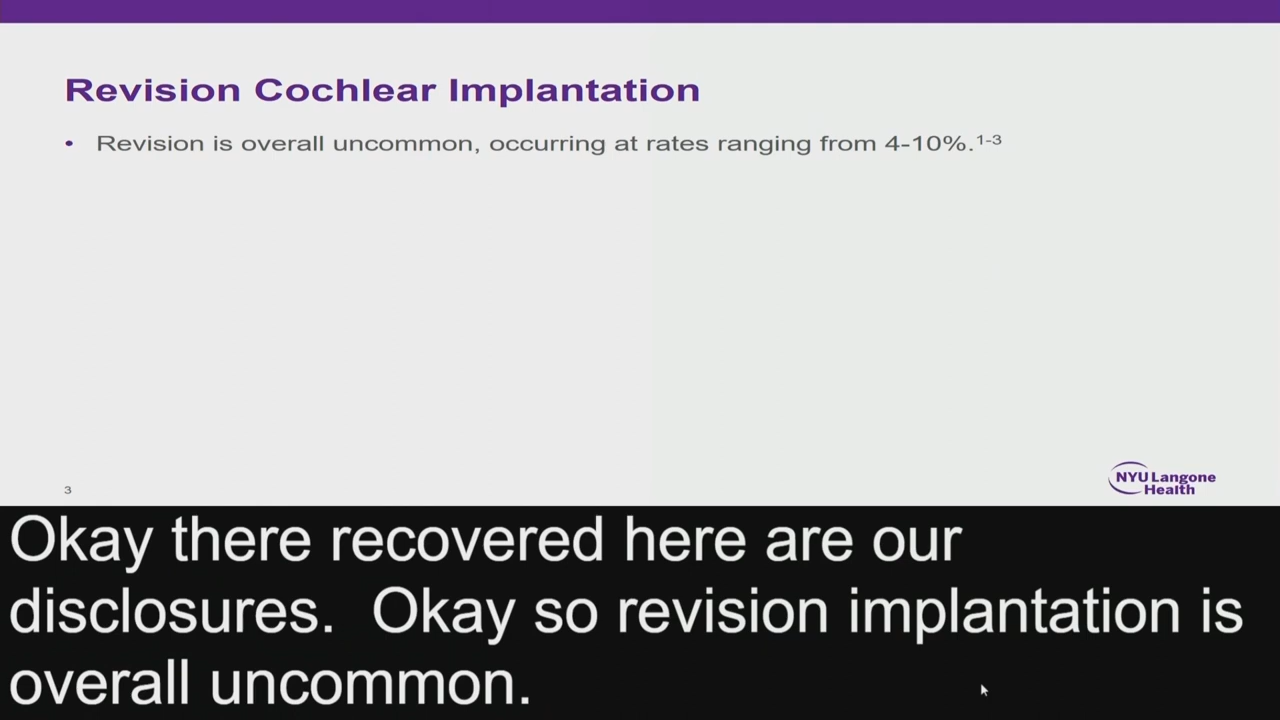 Revision Cochlear Implantation
• Revision is overall uncommon, occurring at rates ranging from 4-10%.¹⁻³
3
NYU Langone
Health
Okay there recovered here are our
disclosures.  Okay so revision implantation is
overall uncommon.